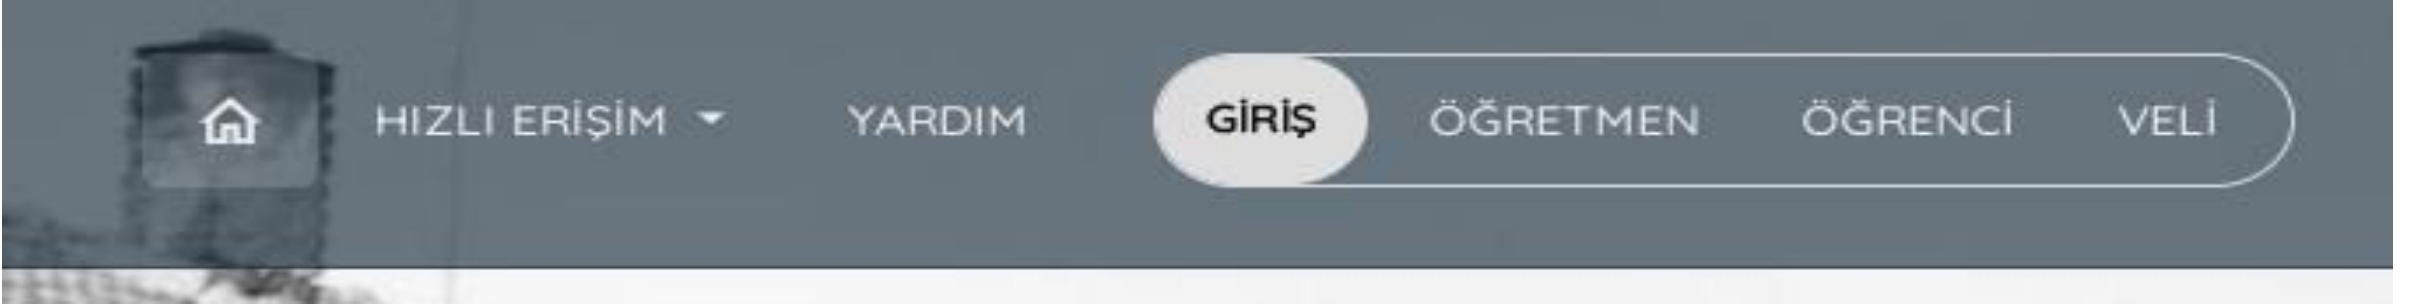 HIZLI ERİŞİM YARDIM GİRİŞ ÖĞRETMEN ÖĞRENCİ VELİ